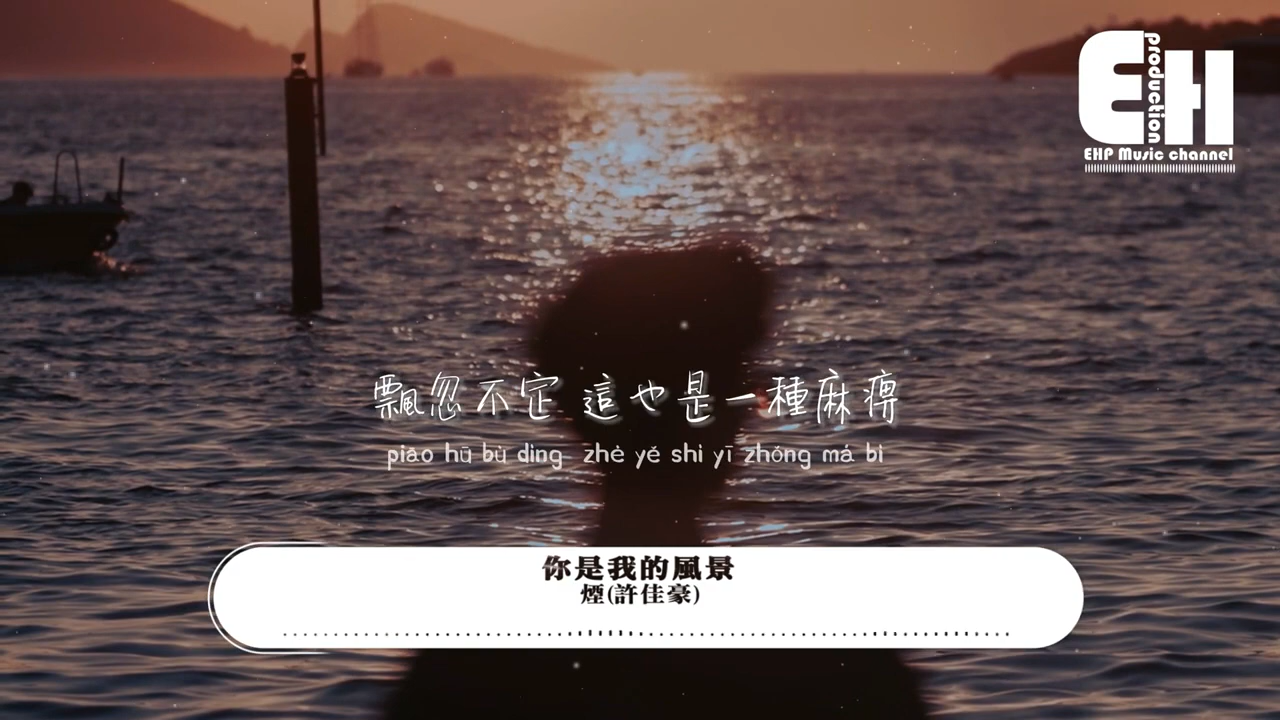 EH
production
EHP Music channel
飄忽不定 這也是一種麻痹
piāo hū bù dìng zhè yě shì yī zhǒng má bì
你是我的風景
煙(許佳豪)